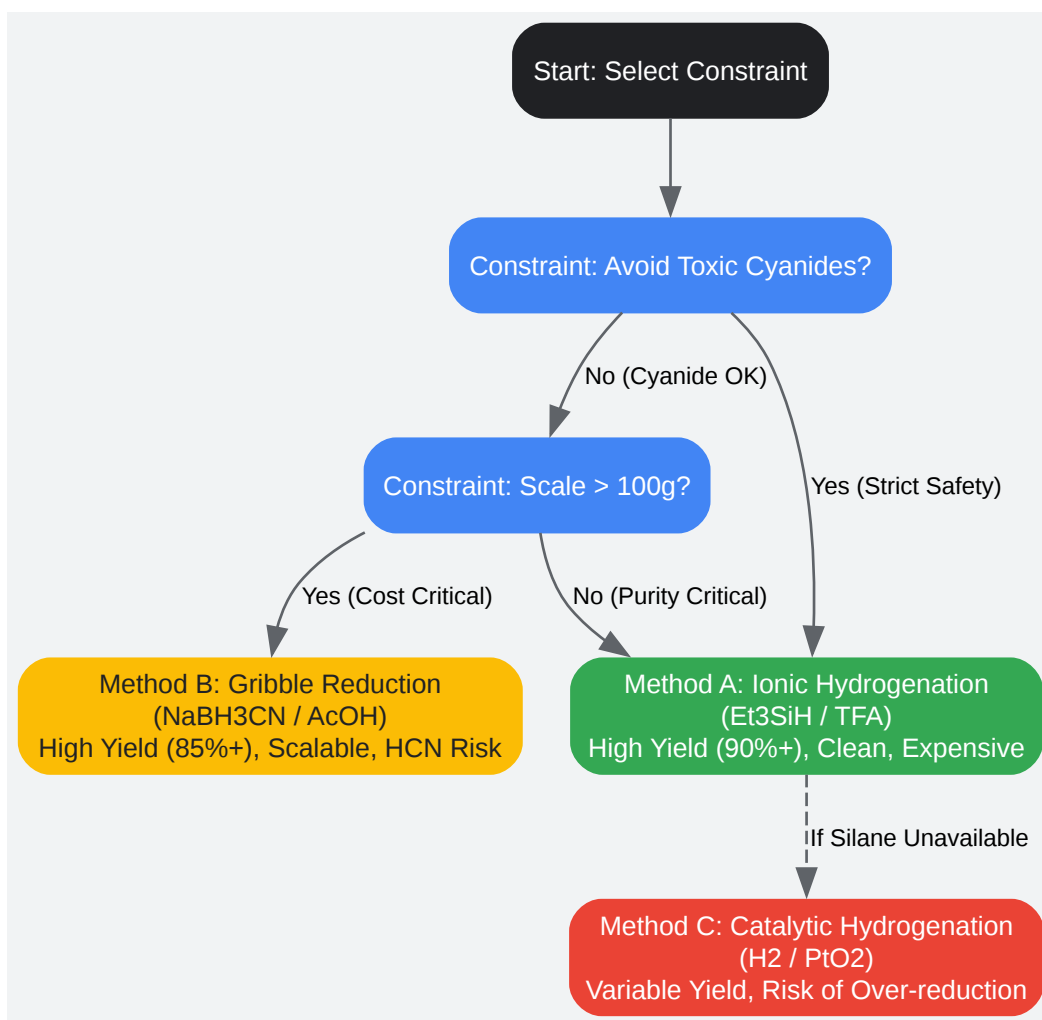 Start: Select Constraint
Constraint: Avoid Toxic Cyanides?
No (Cyanide OK)
Constraint: Scale > 100g?
Yes (Strict Safety)
Yes (Cost Critical)
No (Purity Critical)
Method B: Gribble Reduction
(NaBH3CN / AcOH)
High Yield (85%+), Scalable, HCN Risk
Method A: Ionic Hydrogenation
(Et3SiH / TFA)
High Yield (90%+), Clean, Expensive
If Silane Unavailable
Method C: Catalytic Hydrogenation
(H2 / PtO2)
Variable Yield, Risk of Over-reduction